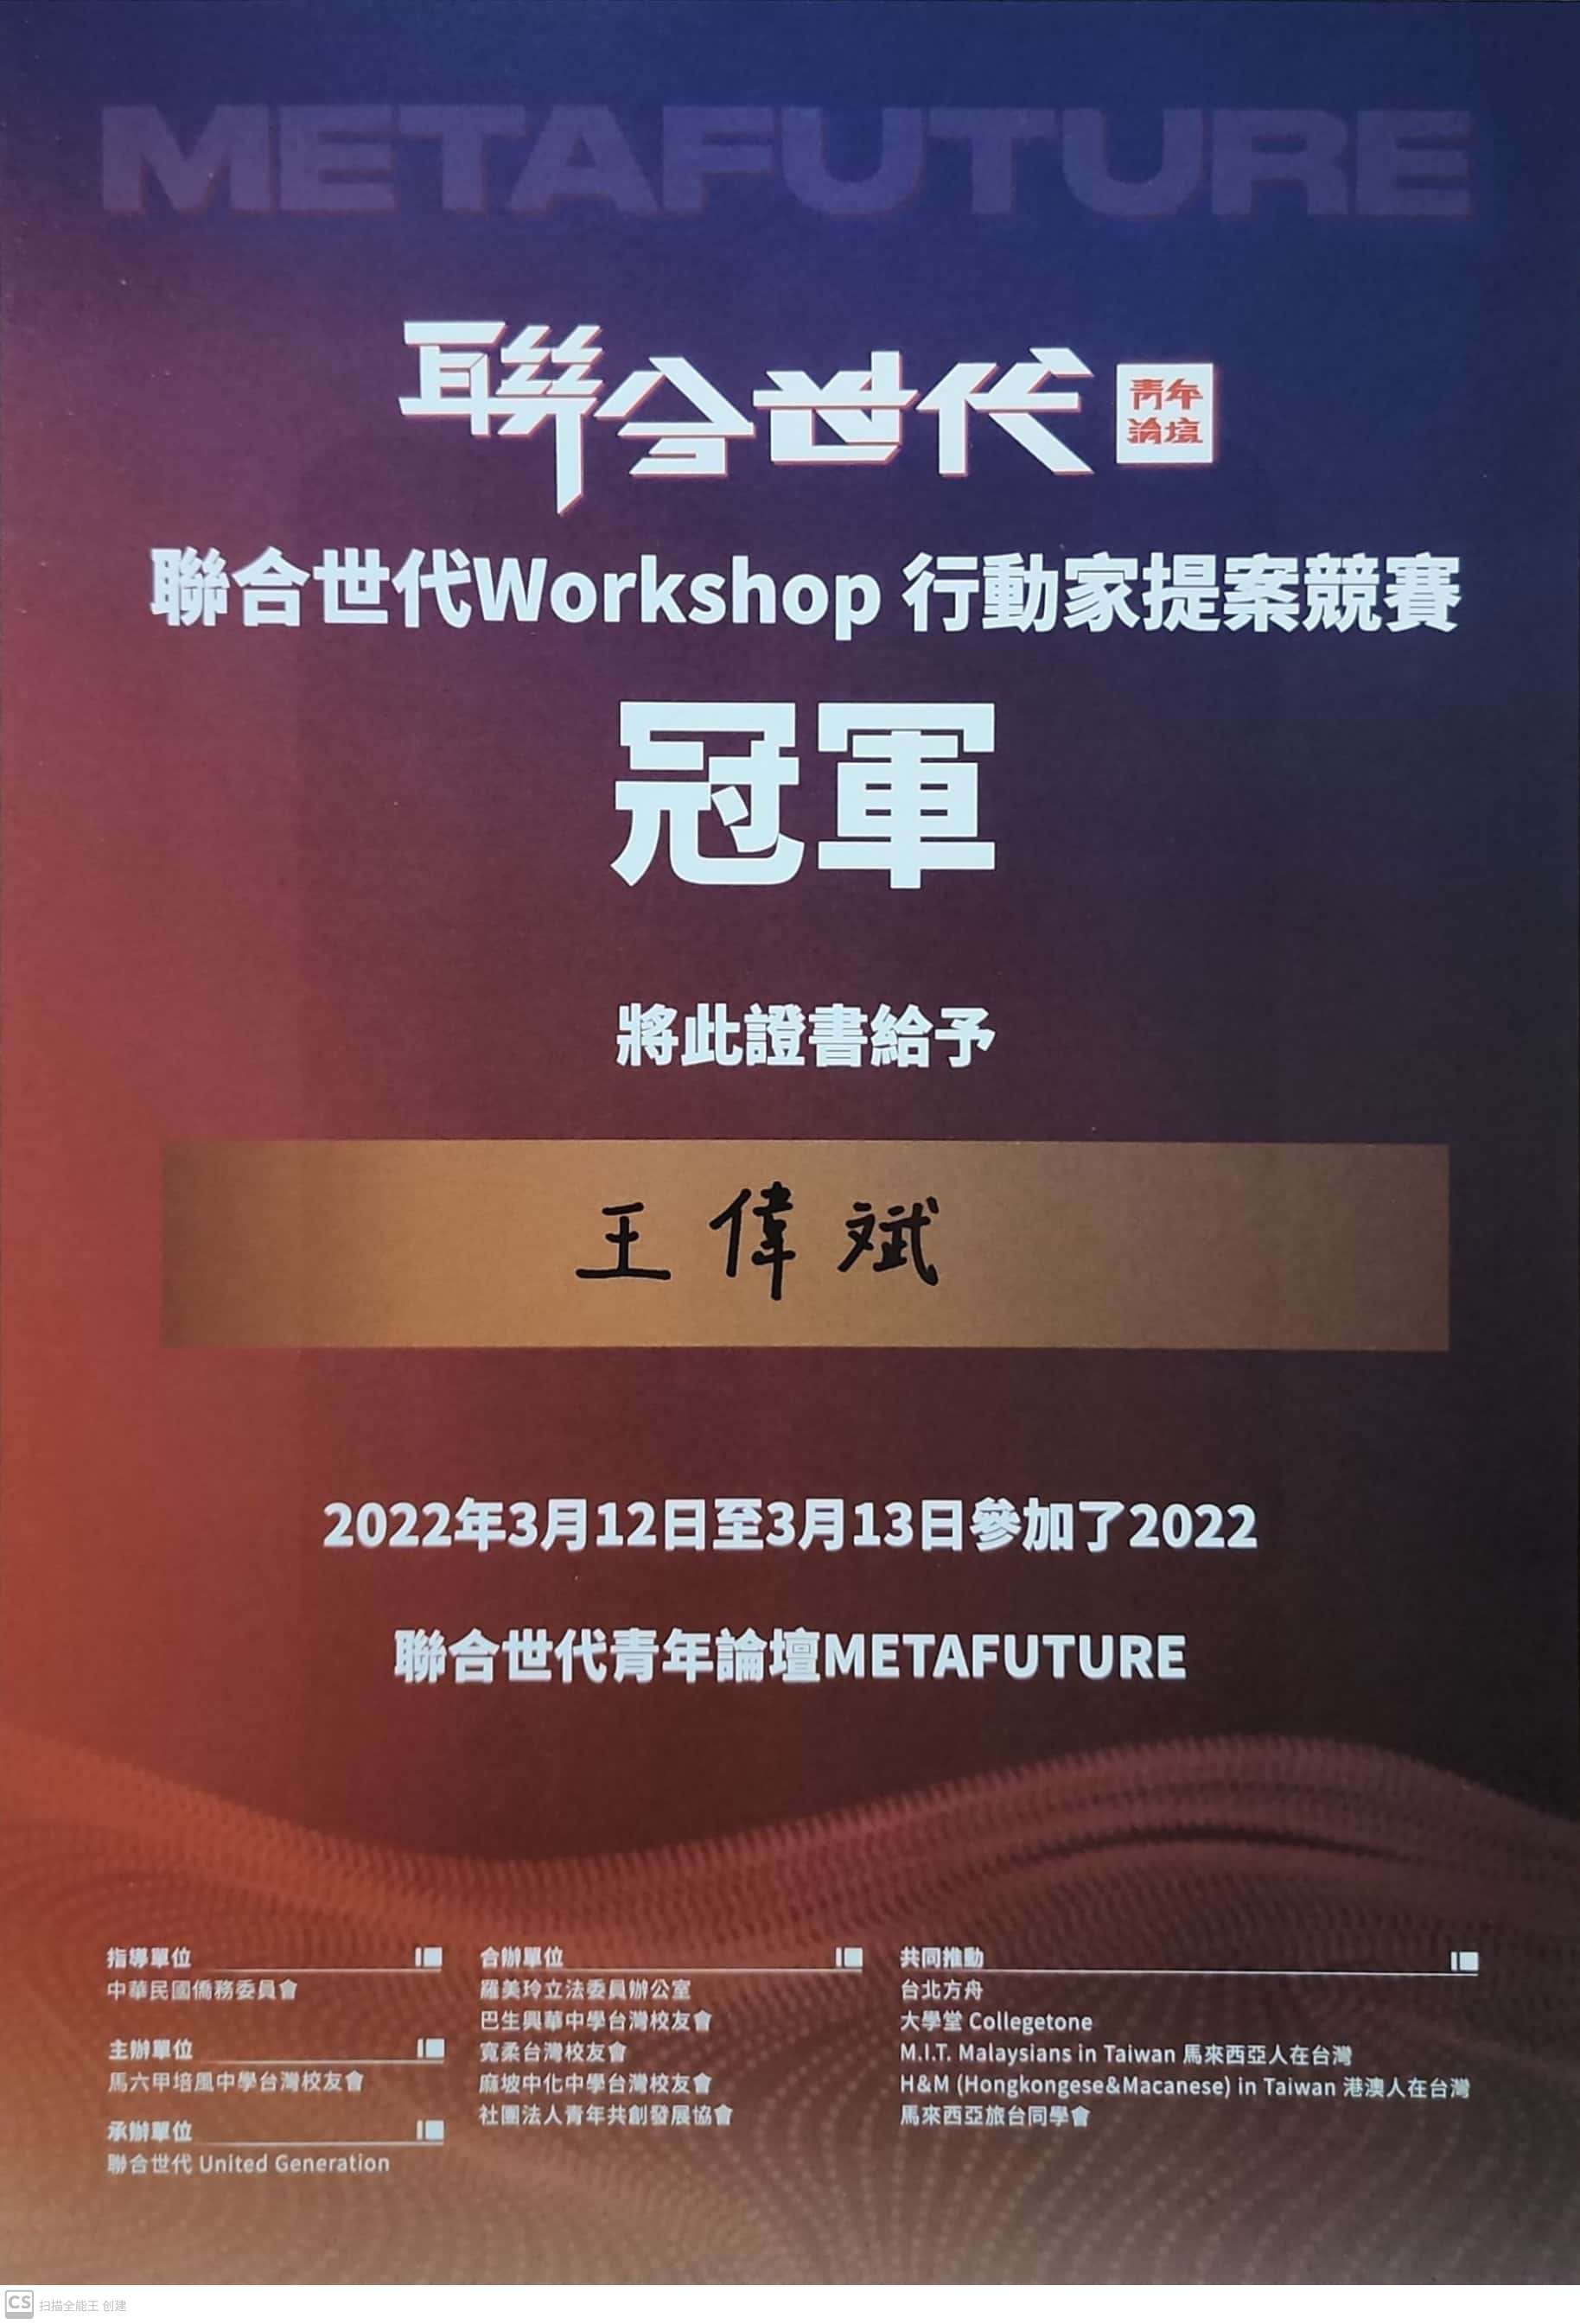 METAFUTURE
聯合世代 青年論壇
聯合世代Workshop 行動家提案競賽
冠軍
將此證書給予
王偉斌
2022年3月12日至3月13日參加了2022
聯合世代青年論壇METAFUTURE
指導單位
中華民國僑務委員會
主辦單位
馬六甲培風中學台灣校友會
承辦單位
聯合世代 United Generation
合辦單位
羅美玲立法委員辦公室
巴生興華中學台灣校友會
寬柔台灣校友會
麻坡中化中學台灣校友會
社團法人青年共創發展協會
共同推動
台北方舟
大學堂 Collegetone
M.I.T. Malaysians in Taiwan 馬來西亞人在台灣
H&M (Hongkongese&Macanese) in Taiwan 港澳人在台灣
馬來西亞旅台同學會
CS 扫描全能王 创建